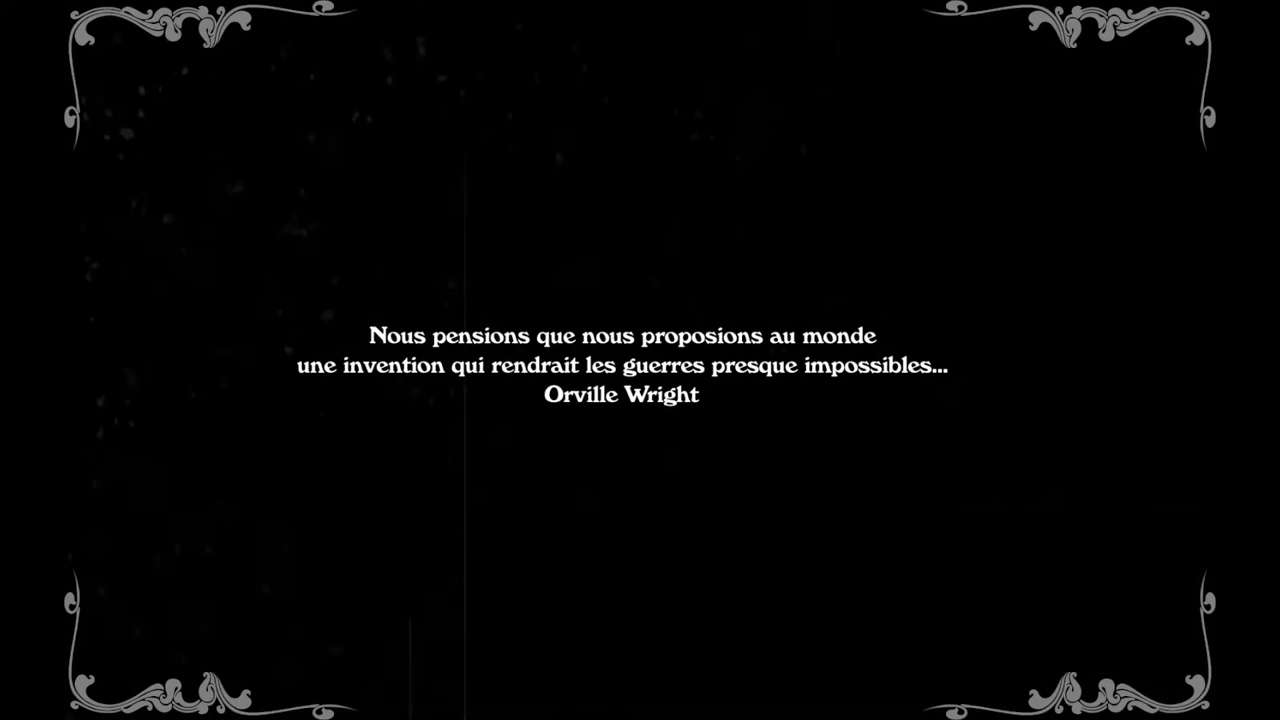 Nous pensions que nous proposions au monde
une invention qui rendrait les guerres presque impossibles...
Orville Wright